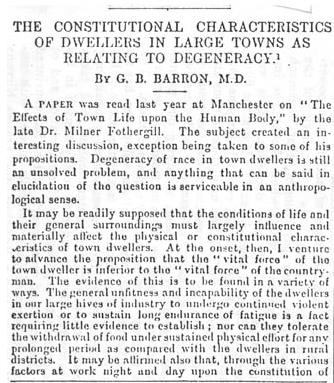 THE CONSTITUTIONAL CHARACTERISTICS
OF DWELLERS IN LARGE TOWNS AS
RELATING TO DEGENERACY.¹
BY G. B. BARRON, M.D.
A PAPER was read last year at Manchester on "The
Effects of Town Life upon the Human Body," by the
late Dr. Milner Fothergill. The subject created an in-
teresting discussion, exception being taken to some of his
propositions. Degeneracy of race in town dwellers is still
an unsolved problem, and anything that can be said in
elucidation of the question is serviceable in an anthropo-
logical sense.
It may be readily supposed that the conditions of life and
their general surroundings must largely influence and
materially affect the physical or constitutional charac-
teristics of town dwellers. At the onset, then, I venture
to advance the proposition that the "vital force" of the
town dweller is inferior to the "vital force" of the country-
man. The evidence of this is to be found in a variety of
ways. The general unfitness and incapability of the dwellers
in our large hives of industry to undergo continued violent
exertion or to sustain long endurance of fatigue is a fact
requiring little evidence to establish; nor can they tolerate
the withdrawal of food under sustained physical effort for any
prolonged period as compared with the dwellers in rural
districts. It may be affirmed also that, through the various
factors at work night and day upon the constitution of